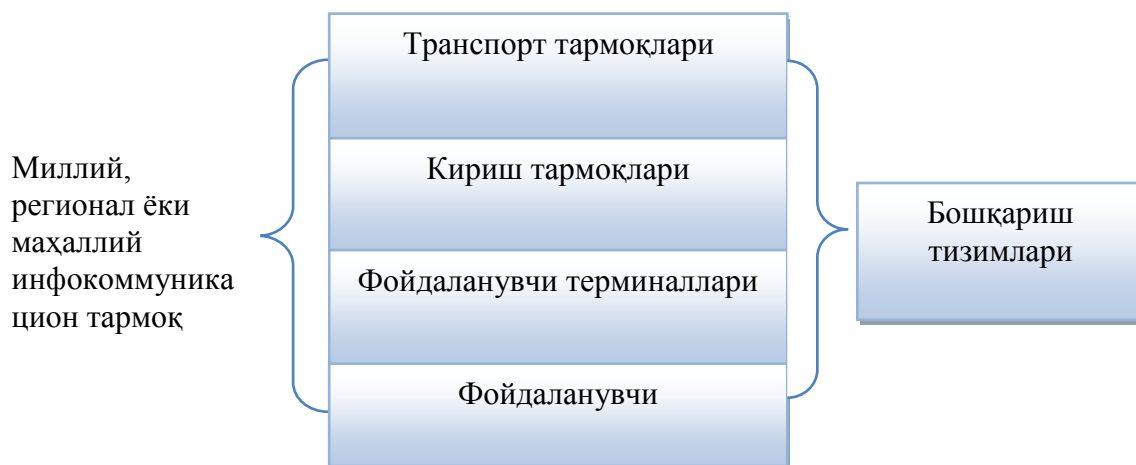 Миллий,
регионал ёки
маҳаллий
инфокоммуника
цион тармоқ
Транспорт тармоқлари
Кириш тармоқлари
Фойдаланувчи терминаллари
Фойдаланувчи
Бошқариш
тизимлари